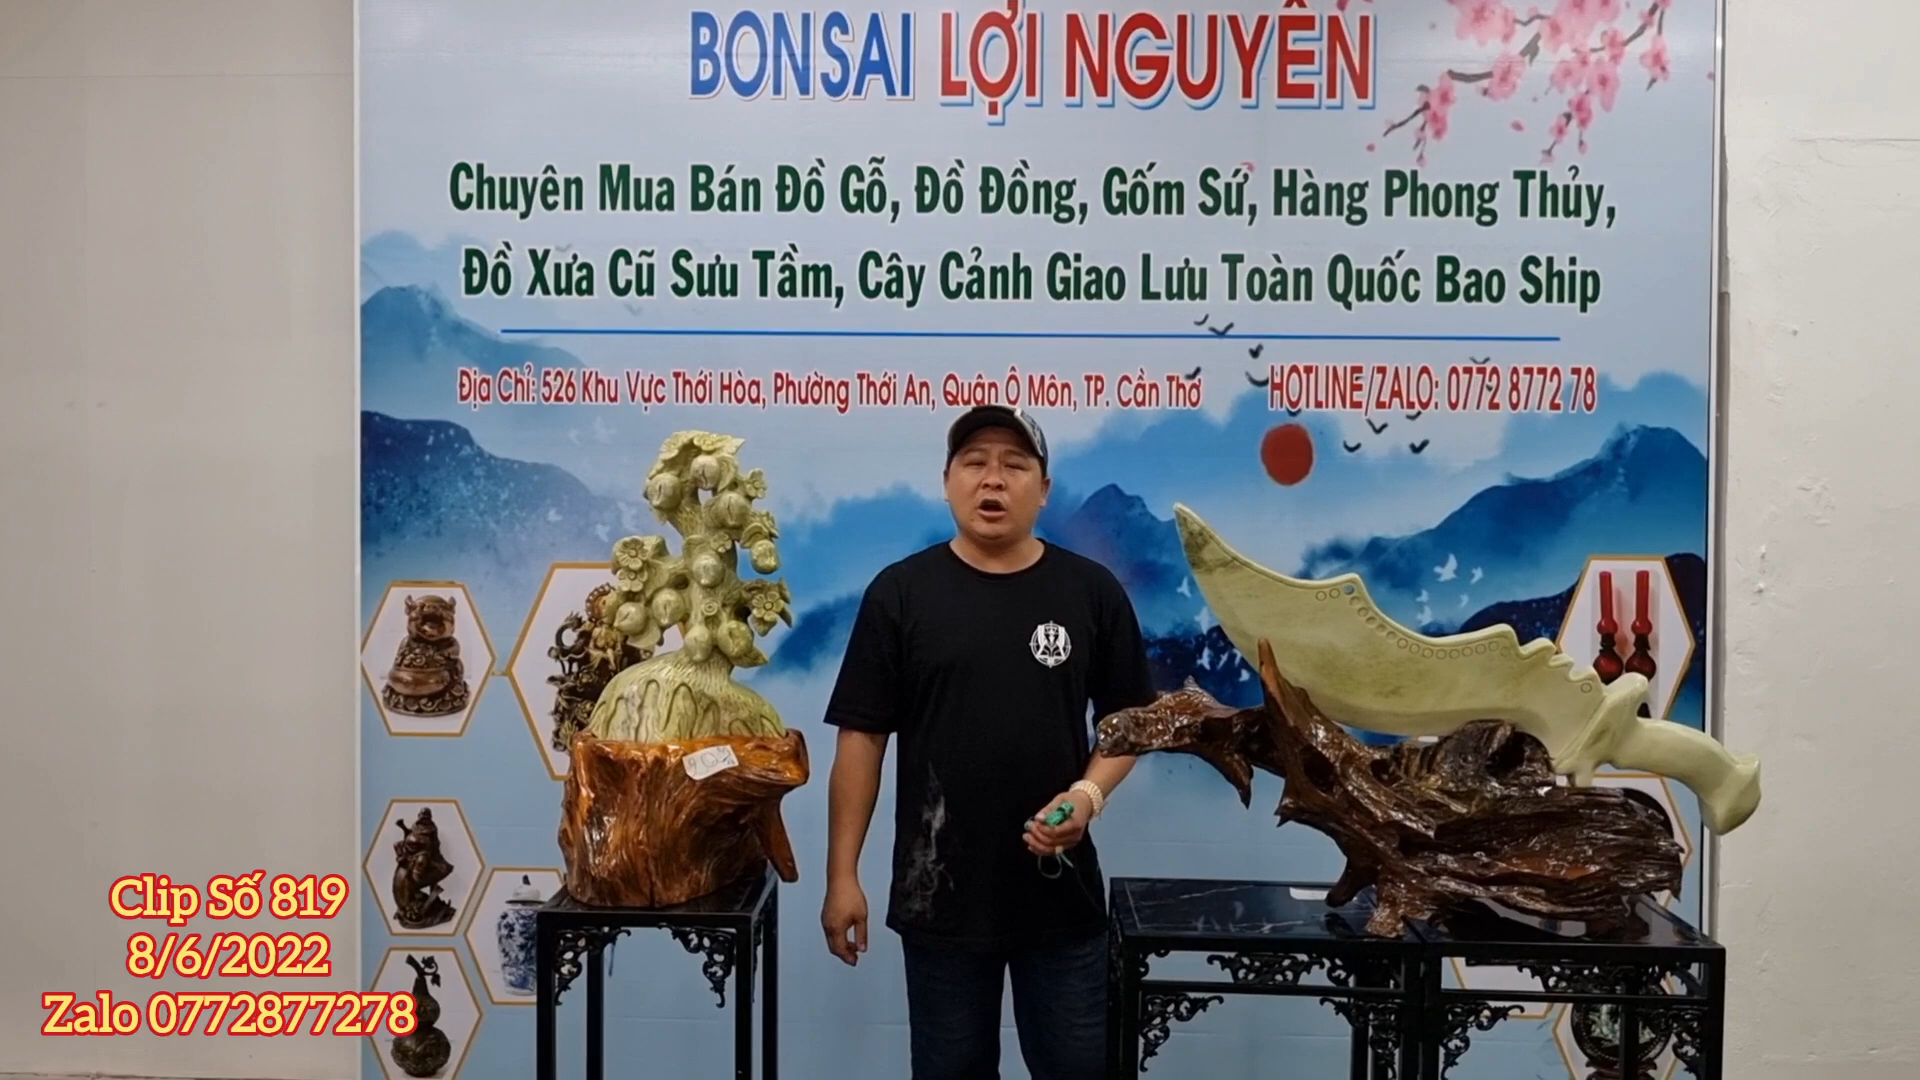 BONSAI LỢI NGUYỄN
Chuyên Mua Bán Đồ Gỗ, Đồ Đồng, Gốm Sứ, Hàng Phong Thủy,
Đồ Xưa Cũ Sưu Tầm, Cây Cảnh Giao Lưu Toàn Quốc Bao Ship
Địa Chỉ: 526 Khu Vực Thới Hòa, Phường Thới An, Quận Ô Môn, TP. Cần Thơ
HOTLINE/ZALO: 0772 8772 78
Clip Số 819
8/6/2022
Zalo 0772877278